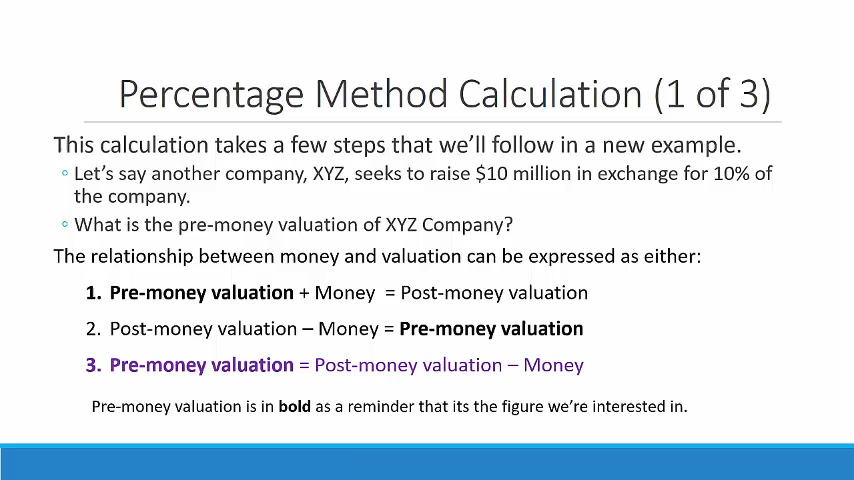 Percentage Method Calculation (1 of 3)
This calculation takes a few steps that we’ll follow in a new example.
◦ Let’s say another company, XYZ, seeks to raise $10 million in exchange for 10% of
the company.
◦ What is the pre-money valuation of XYZ Company?
The relationship between money and valuation can be expressed as either:
1. Pre-money valuation + Money = Post-money valuation
2. Post-money valuation – Money = Pre-money valuation
3. Pre-money valuation = Post-money valuation – Money
Pre-money valuation is in bold as a reminder that its the figure we’re interested in.